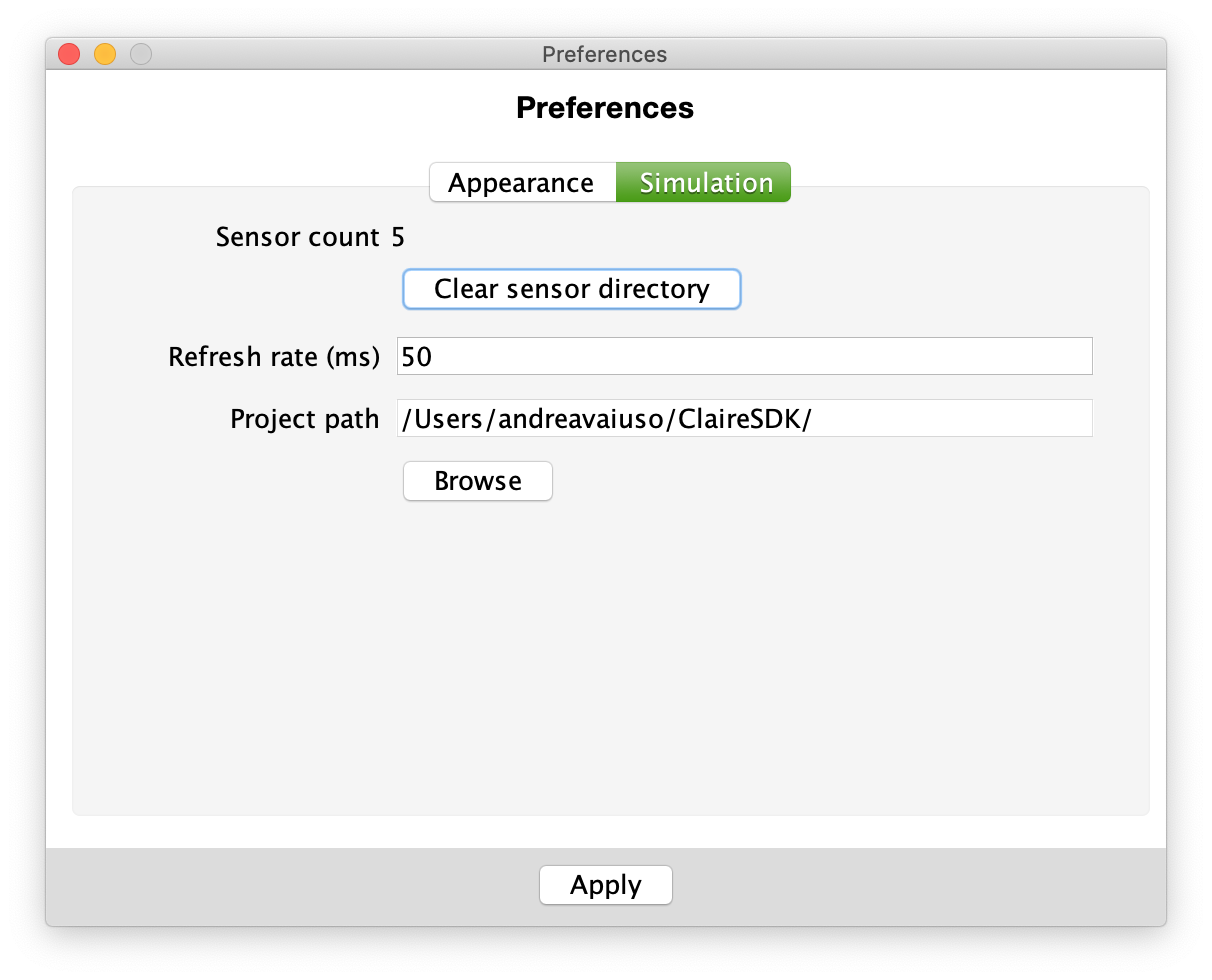 Preferences
Preferences
Appearance Simulation
Sensor count 5
Clear sensor directory
Refresh rate (ms) 50
Project path /Users/andreavaiuso/ClaireSDK/
Browse
Apply